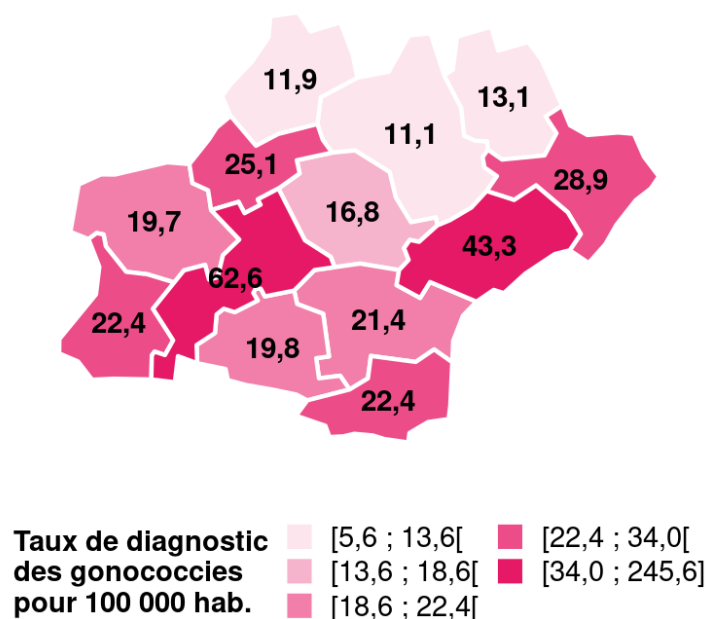 11,9
13,1
11,1
25,1
28,9
16,8
19,7
43,3
62,6
22,4
21,4
19,8
22,4
Taux de diagnostic
des gonococcies
pour 100 000 hab.
[5,6 ; 13,6[
[13,6 ; 18,6[
[18,6 ; 22,4[
[22,4 ; 34,0[
[34,0 ; 245,6]